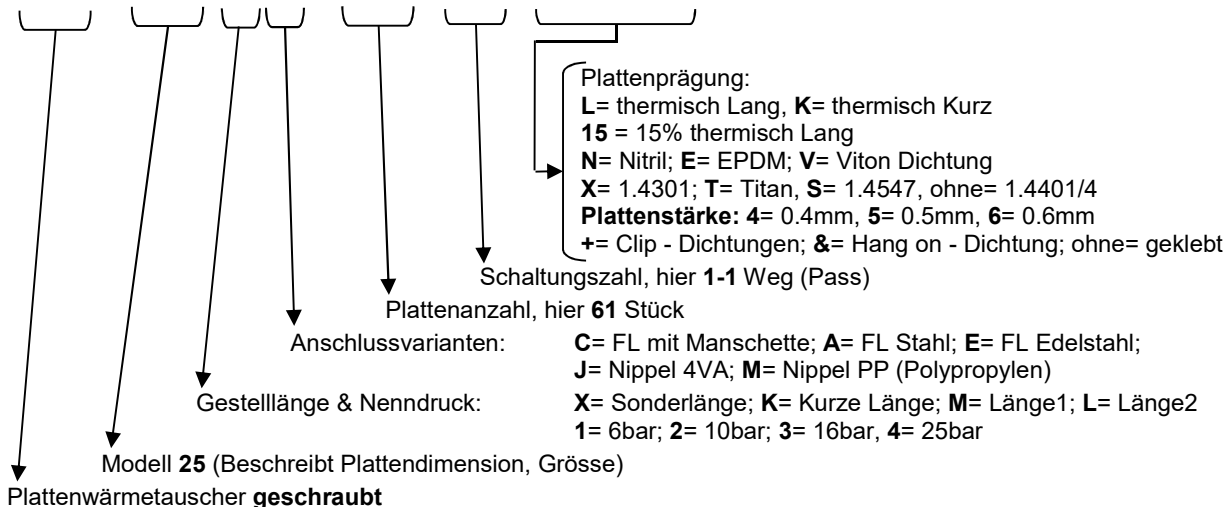 Plattenprägung:
L= thermisch Lang, K= thermisch Kurz
15 = 15% thermisch Lang
N= Nitril; E= EPDM; V= Viton Dichtung
X= 1.4301; T= Titan, S= 1.4547, ohne= 1.4401/4
Plattenstärke: 4= 0.4mm, 5= 0.5mm, 6= 0.6mm
+= Clip - Dichtungen; &= Hang on - Dichtung; ohne= geklebt
Schaltungszahl, hier 1-1 Weg (Pass)
Plattenanzahl, hier 61 Stück
Anschlussvarianten: C= FL mit Manschette; A= FL Stahl; E= FL Edelstahl;
J= Nippel 4VA; M= Nippel PP (Polypropylen)
Gestelllänge & Nenndruck: X= Sonderlänge; K= Kurze Länge; M= Länge1; L= Länge2
1= 6bar; 2= 10bar; 3= 16bar, 4= 25bar
Modell 25 (Beschreibt Plattendimension, Grösse)
Plattenwärmetauscher geschraubt